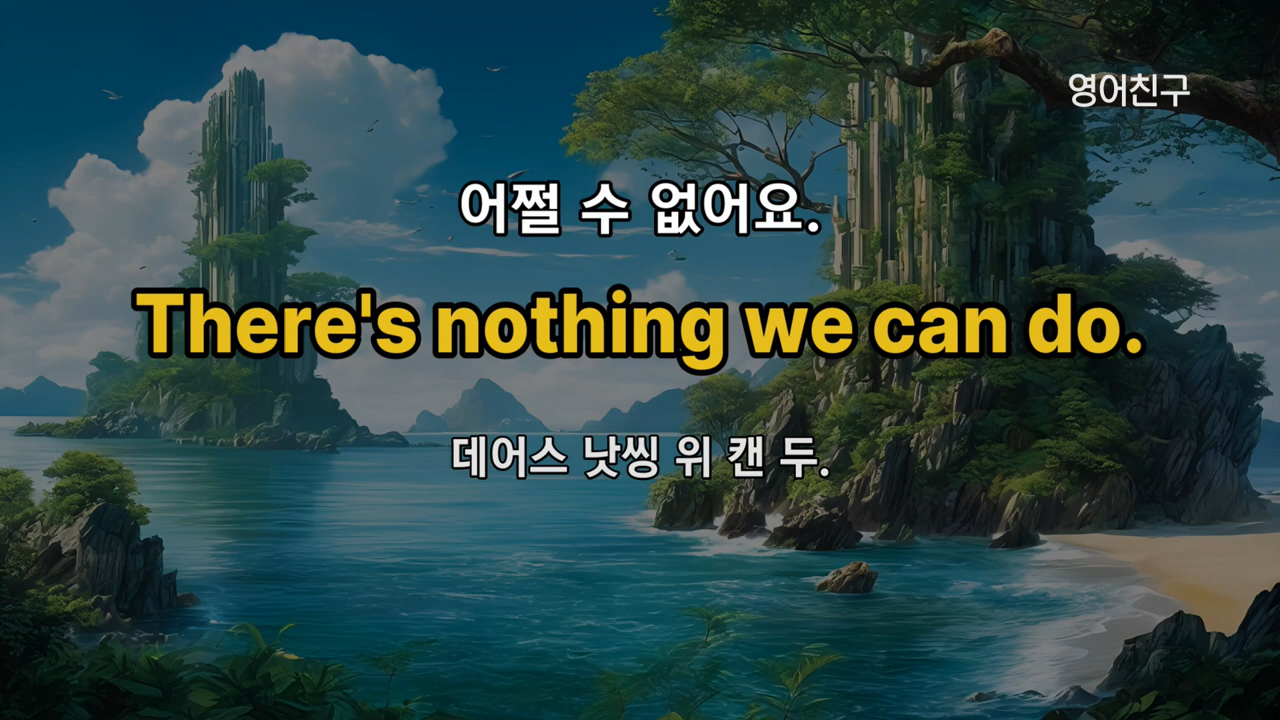 영어친구
어쩔 수 없어요.
There's nothing we can do.
데어스 낫씽 위 캔 두.